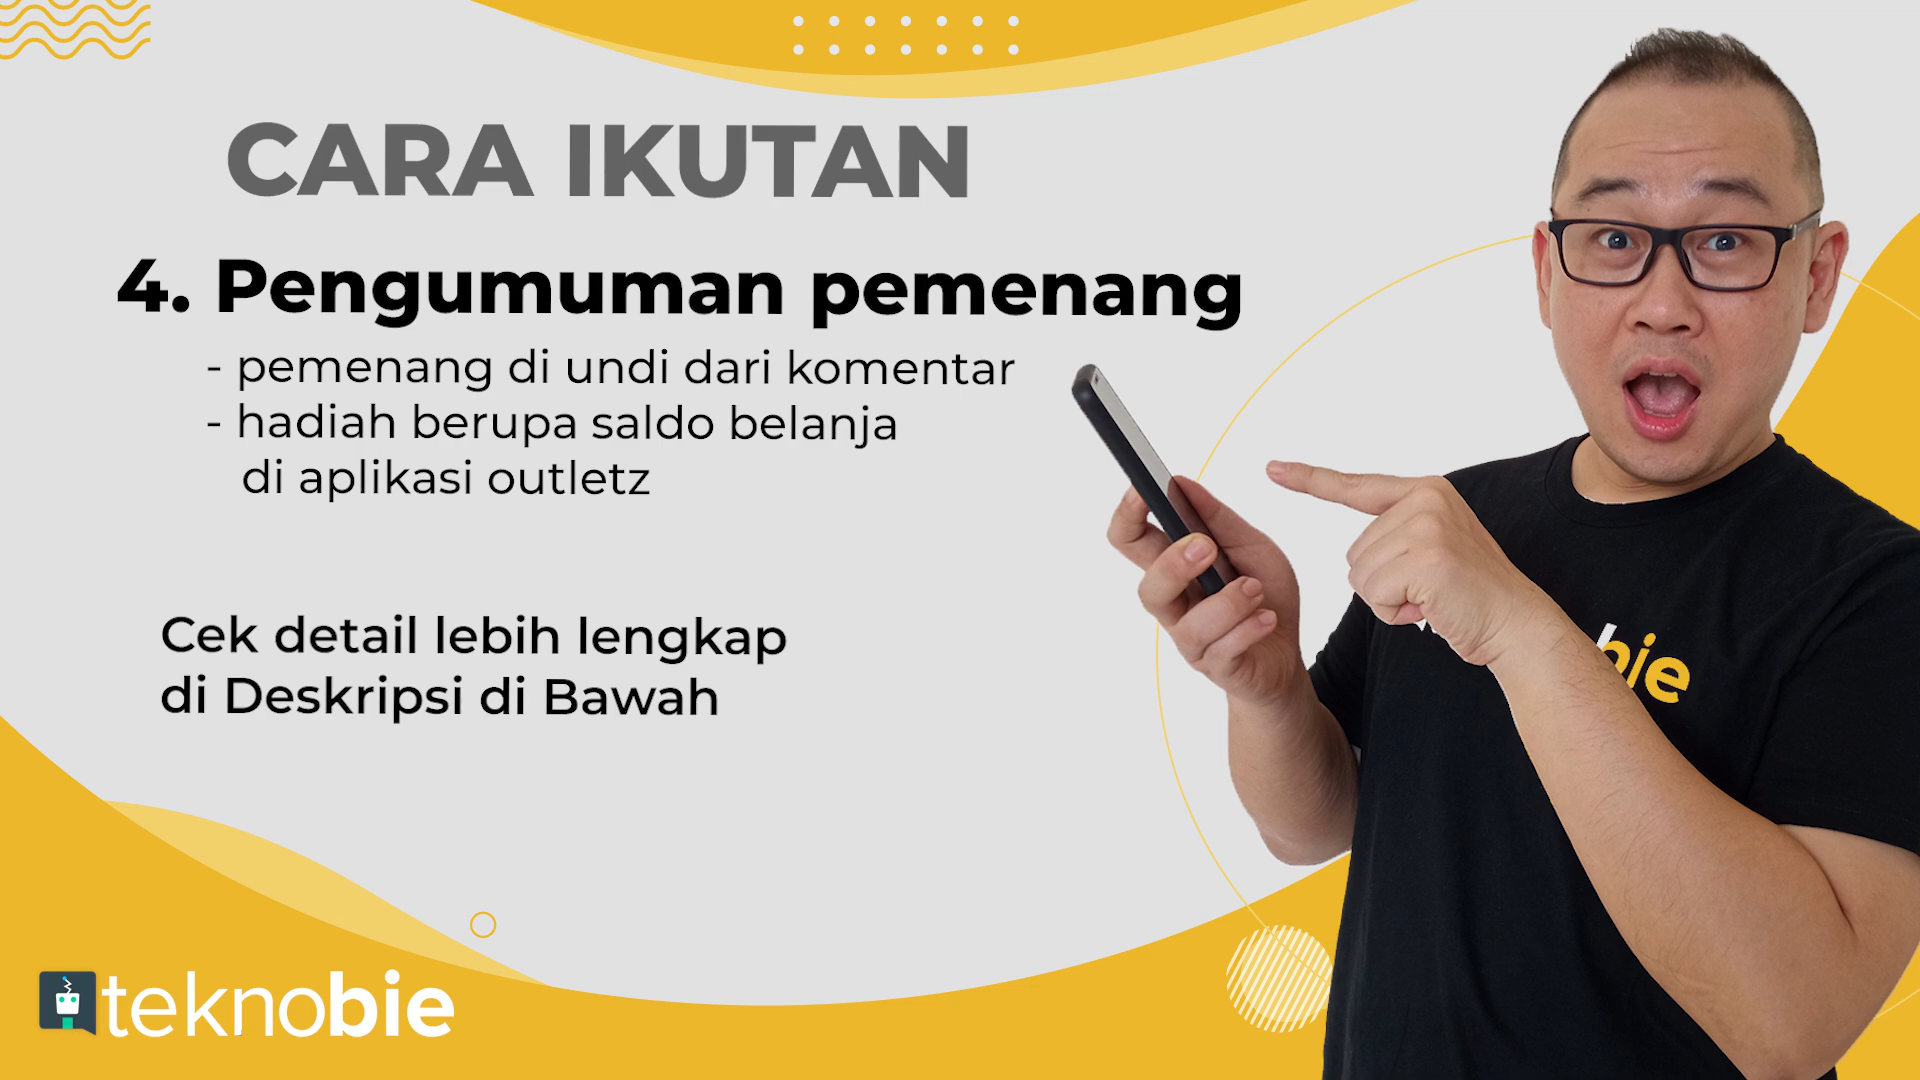 CARA IKUTAN
4. Pengumuman pemenang
- pemenang di undi dari komentar
- hadiah berupa saldo belanja
di aplikasi outletz
Cek detail lebih lengkap
di Deskripsi di Bawah
bie
teknobie